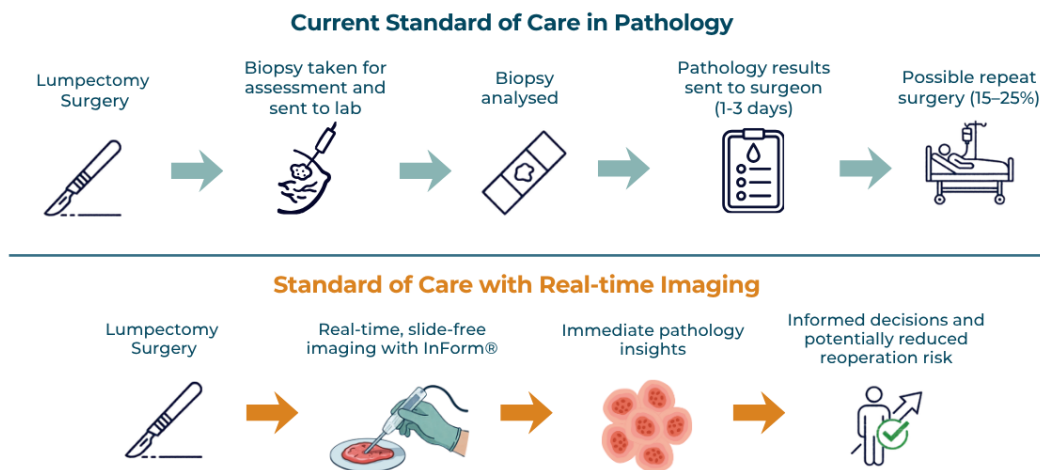 Current Standard of Care in Pathology
Lumpectomy
Surgery
Biopsy taken for
assessment and
sent to lab
Biopsy
analysed
Pathology results
sent to surgeon
(1-3 days)
Possible repeat
surgery (15–25%)
Standard of Care with Real-time Imaging
Lumpectomy
Surgery
Real-time, slide-free
imaging with InForm®
Immediate pathology
insights
Informed decisions and
potentially reduced
reoperation risk